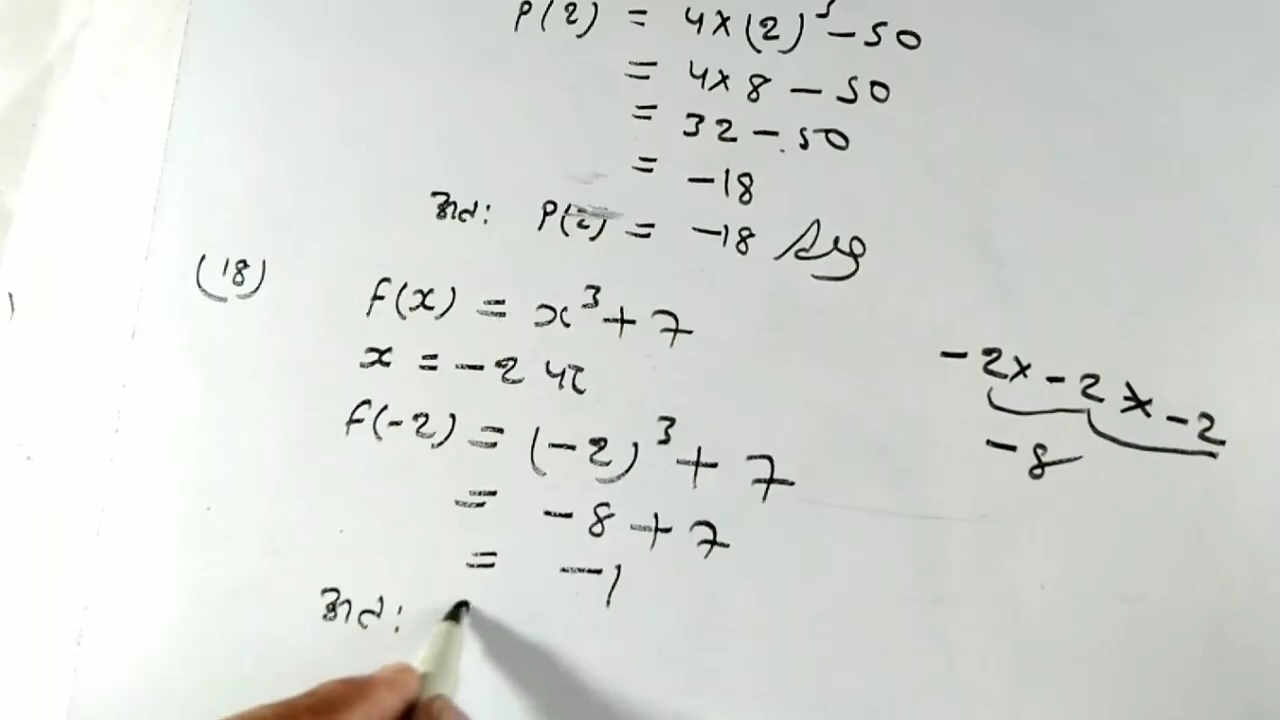 P(2) = 4×(2)³-50
= 4×8-50
= 32-50
= -18
अतः P(2) = -18 Ans
(18) f(x) = x³+7
x = -2 पर
f(-2) = (-2)³+7
= -8+7
= -1
अतः
-2×-2×-2
-8